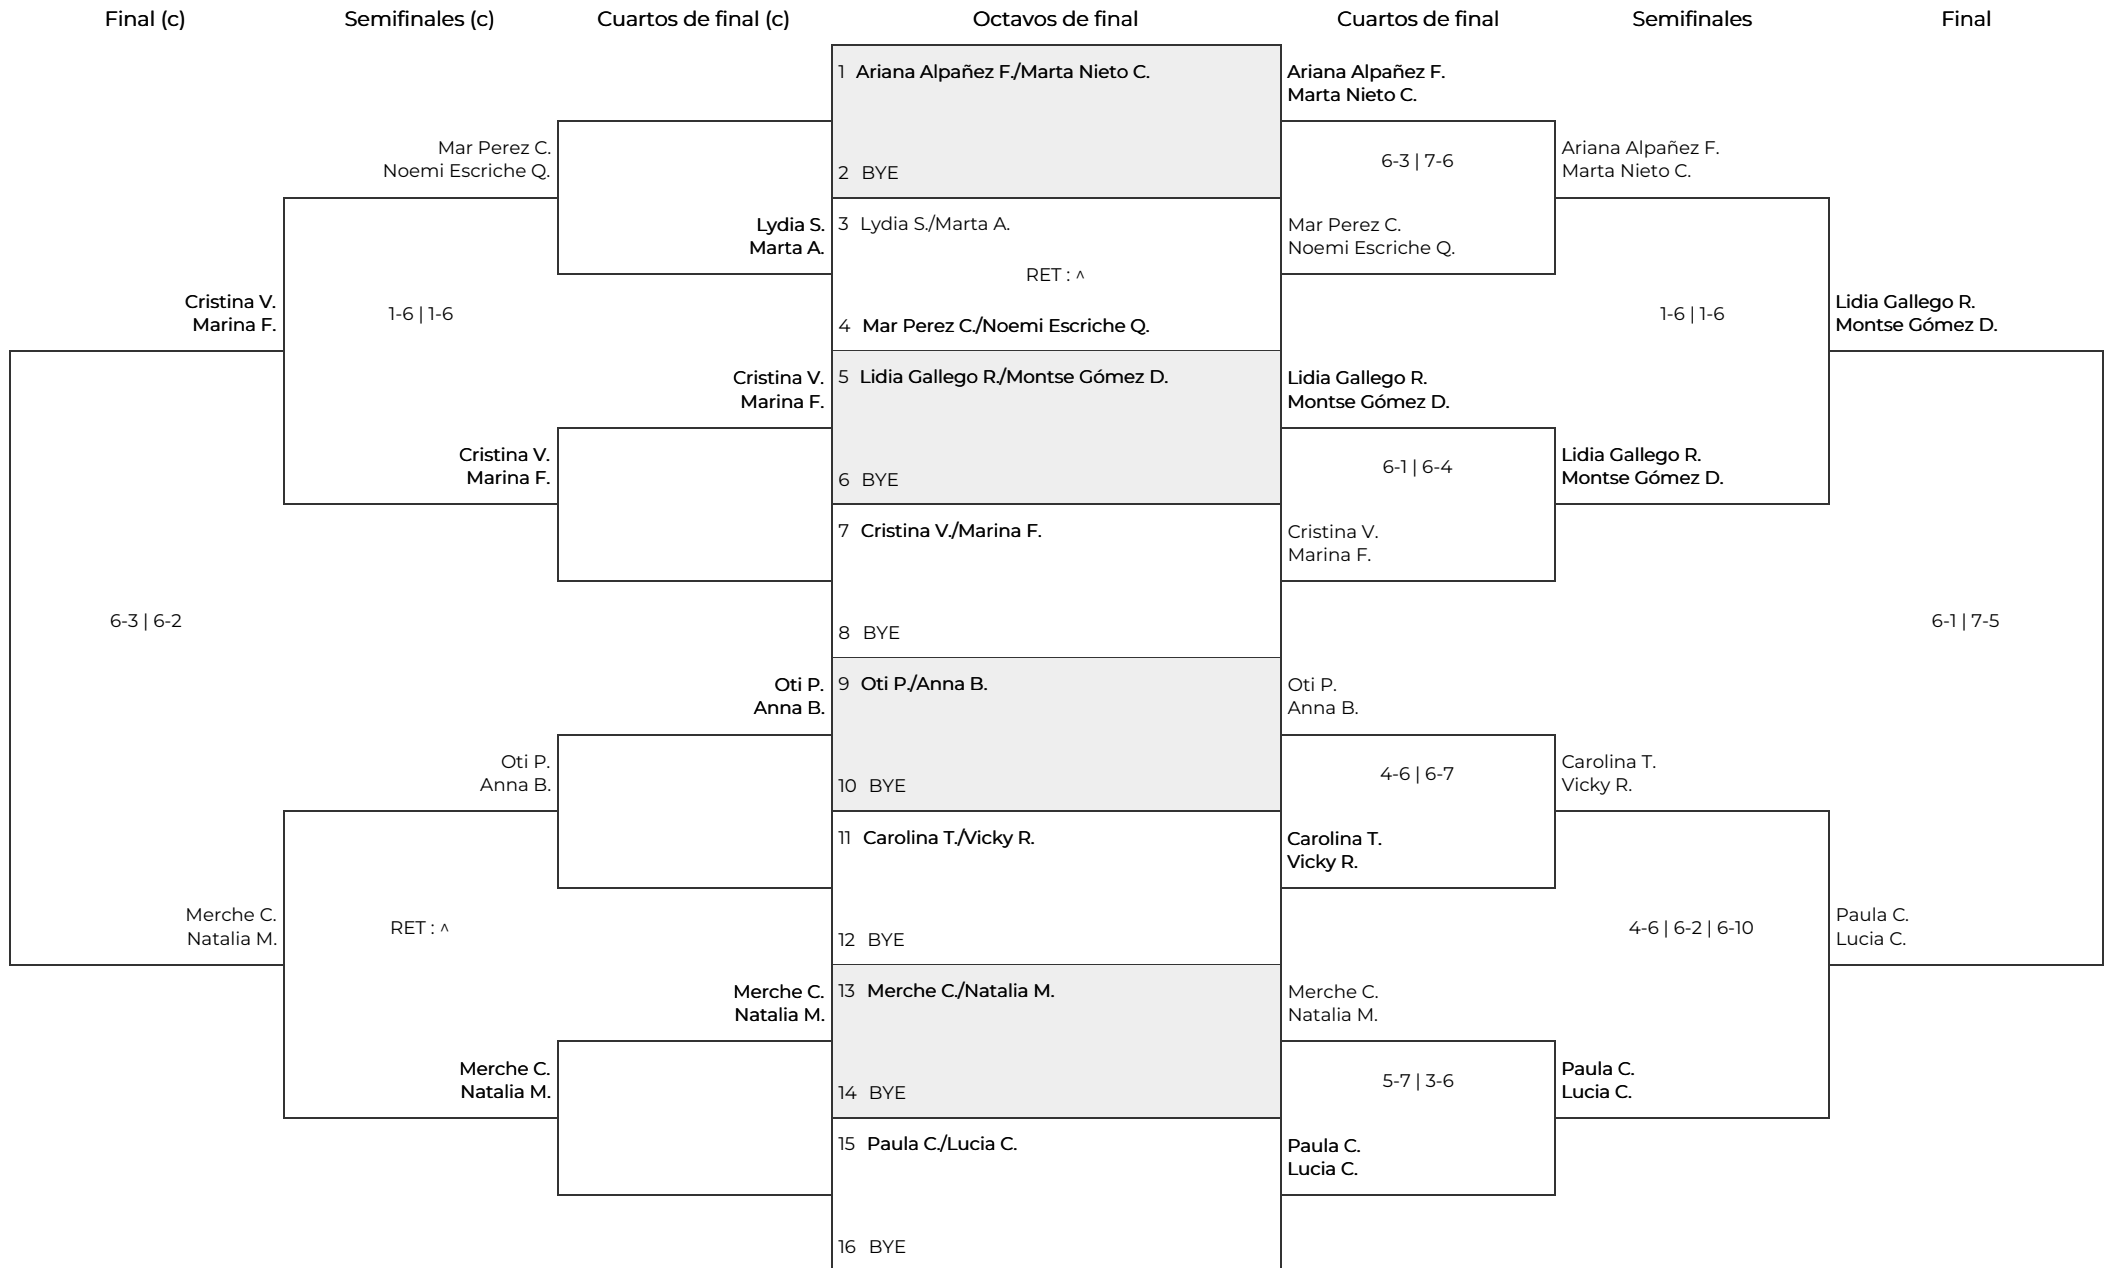 Final (c)
Semifinales (c)
Cuartos de final (c)
Octavos de final
Cuartos de final
Semifinales
Final
Cristina V.
Marina F.
6-3 | 6-2
Merche C.
Natalia M.
Mar Perez C.
Noemi Escriche Q.
1-6 | 1-6
Cristina V.
Marina F.
Oti P.
Anna B.
RET : ^
Merche C.
Natalia M.
Lydia S.
Marta A.
Cristina V.
Marina F.
Oti P.
Anna B.
Merche C.
Natalia M.
1 Ariana Alpañez F./Marta Nieto C.
2 BYE
3 Lydia S./Marta A.
RET : ^
4 Mar Perez C./Noemi Escriche Q.
5 Lidia Gallego R./Montse Gómez D.
6 BYE
7 Cristina V./Marina F.
8 BYE
9 Oti P./Anna B.
10 BYE
11 Carolina T./Vicky R.
12 BYE
13 Merche C./Natalia M.
14 BYE
15 Paula C./Lucia C.
16 BYE
Ariana Alpañez F.
Marta Nieto C.
6-3 | 7-6
Mar Perez C.
Noemi Escriche Q.
Lidia Gallego R.
Montse Gómez D.
6-1 | 6-4
Cristina V.
Marina F.
Oti P.
Anna B.
4-6 | 6-7
Carolina T.
Vicky R.
Merche C.
Natalia M.
5-7 | 3-6
Paula C.
Lucia C.
Ariana Alpañez F.
Marta Nieto C.
1-6 | 1-6
Lidia Gallego R.
Montse Gómez D.
Carolina T.
Vicky R.
4-6 | 6-2 | 6-10
Paula C.
Lucia C.
Lidia Gallego R.
Montse Gómez D.
6-1 | 7-5
Paula C.
Lucia C.